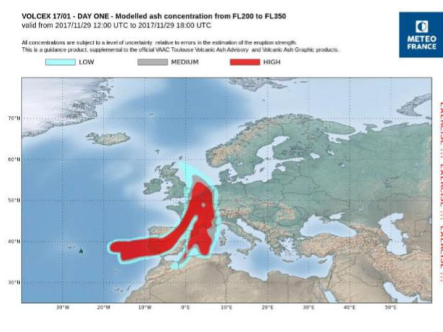 VOLCEX 17/01 - DAY ONE - Modelled ash concentration from FL200 to FL350
valid from 2017/11/29 12:00 UTC to 2017/11/29 18:00 UTC
All concentrations are subject to a level of uncertainty relative to errors in the estimation of the eruption strength.
This is a guidance product, supplemental to the official VAAC Toulouse Volcanic Ash Advisory and Volcanic Ash Graphic products.
LOW MEDIUM HIGH
METEO
FRANCE
70°N
60°N
50°N
40°N
30°N
30°W 20°W 10°W 0°E 10°E 20°E 30°E 40°E 50°E